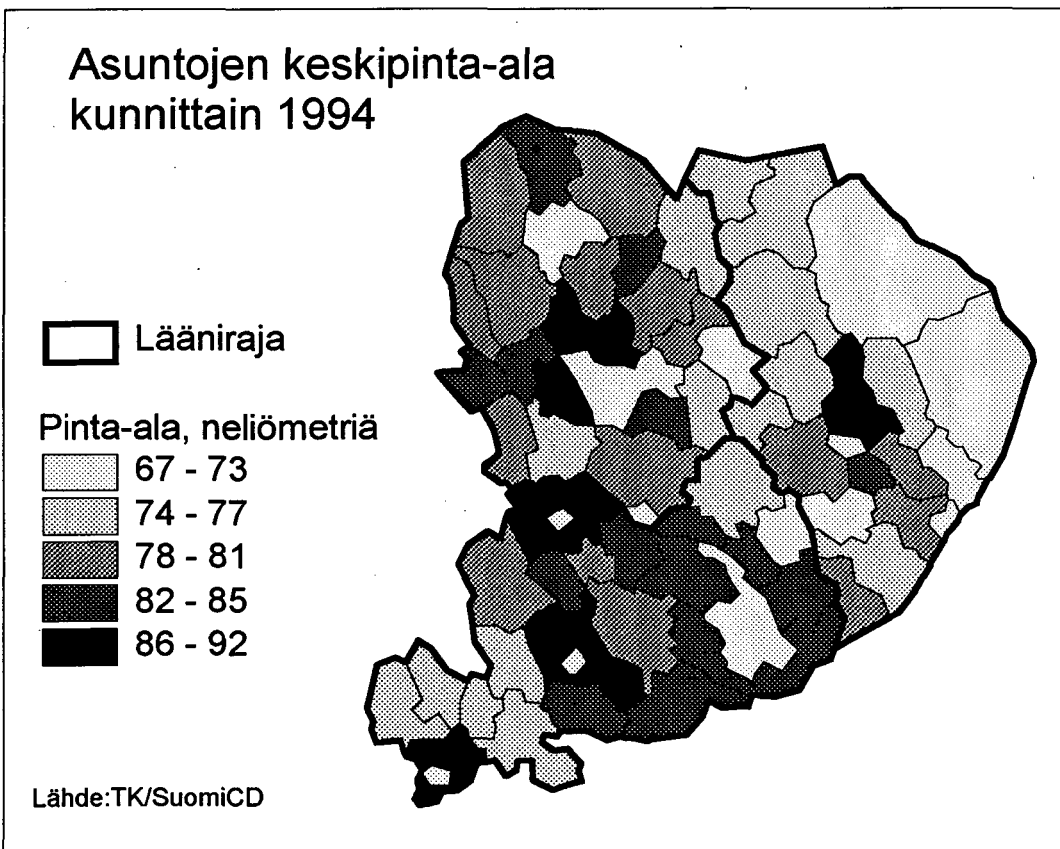 Asuntojen keskipinta-ala
kunnittain 1994
Lääniraja
Pinta-ala, neliömetriä
67 - 73
74 - 77
78 - 81
82 - 85
86 - 92
Lähde:TK/SuomiCD